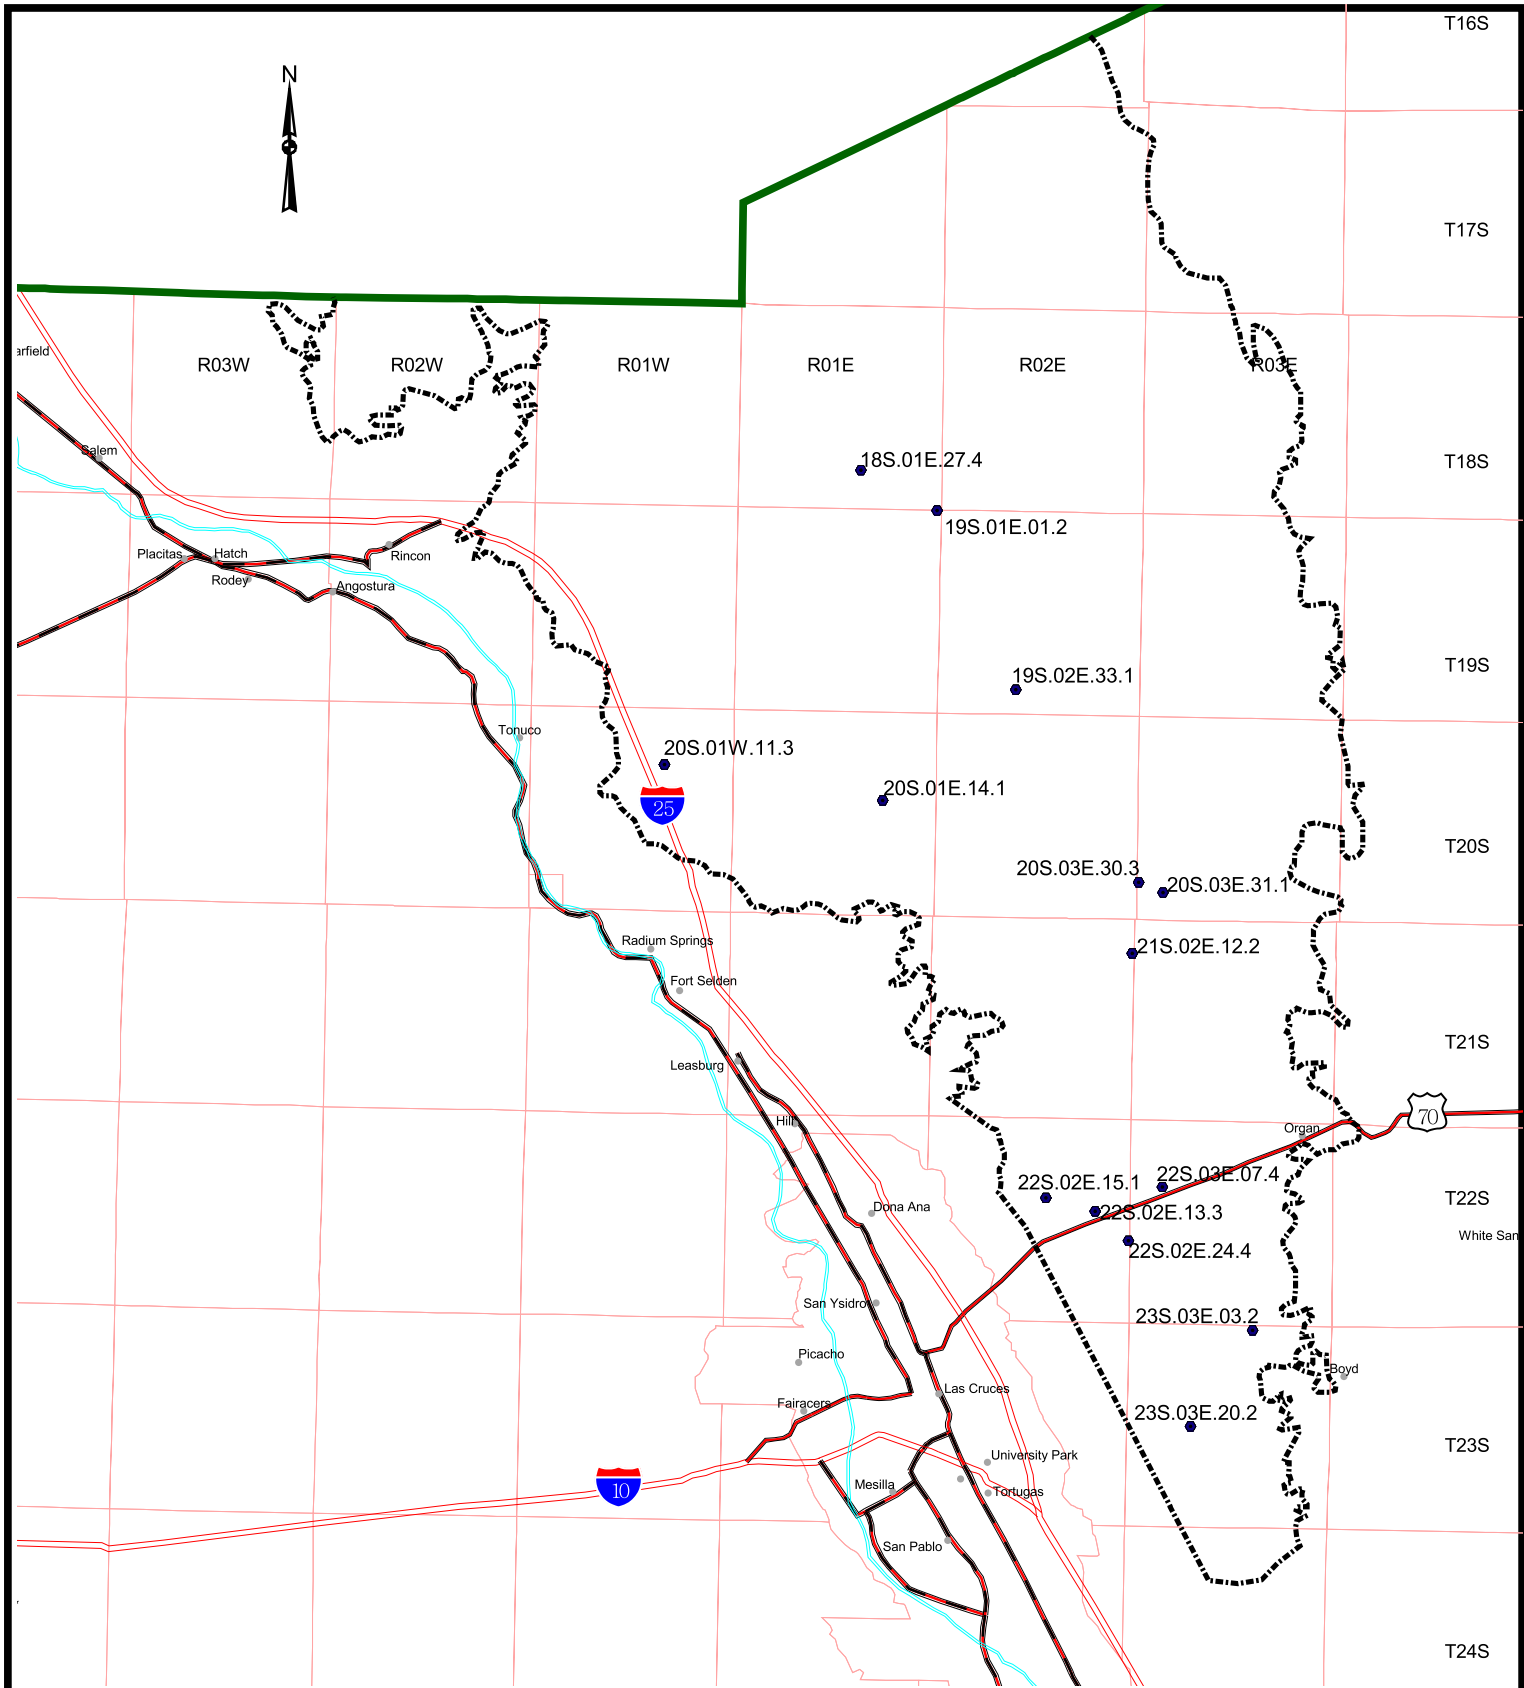 T16S
N
T17S
arfield
R03W
R02W
R01W
R01E
R02E
R03E
Salem
18S.01E.27.4
T18S
19S.01E.01.2
Placitas
Hatch
Rincon
Rodey
Angostura
19S.02E.33.1
T19S
Tonuco
20S.01W.11.3
20S.01E.14.1
25
T20S
20S.03E.30.3
20S.03E.31.1
Radium Springs
21S.02E.12.2
Fort Selden
T21S
Leasburg
70
Hill
Organ
22S.02E.15.1
22S.03E.07.4
T22S
Dona Ana
22S.02E.13.3
White San
22S.02E.24.4
San Ysidro
23S.03E.03.2
Picacho
Boyd
Las Cruces
Fairacers
23S.03E.20.2
T23S
University Park
10
Mesilla
Tortugas
San Pablo
T24S